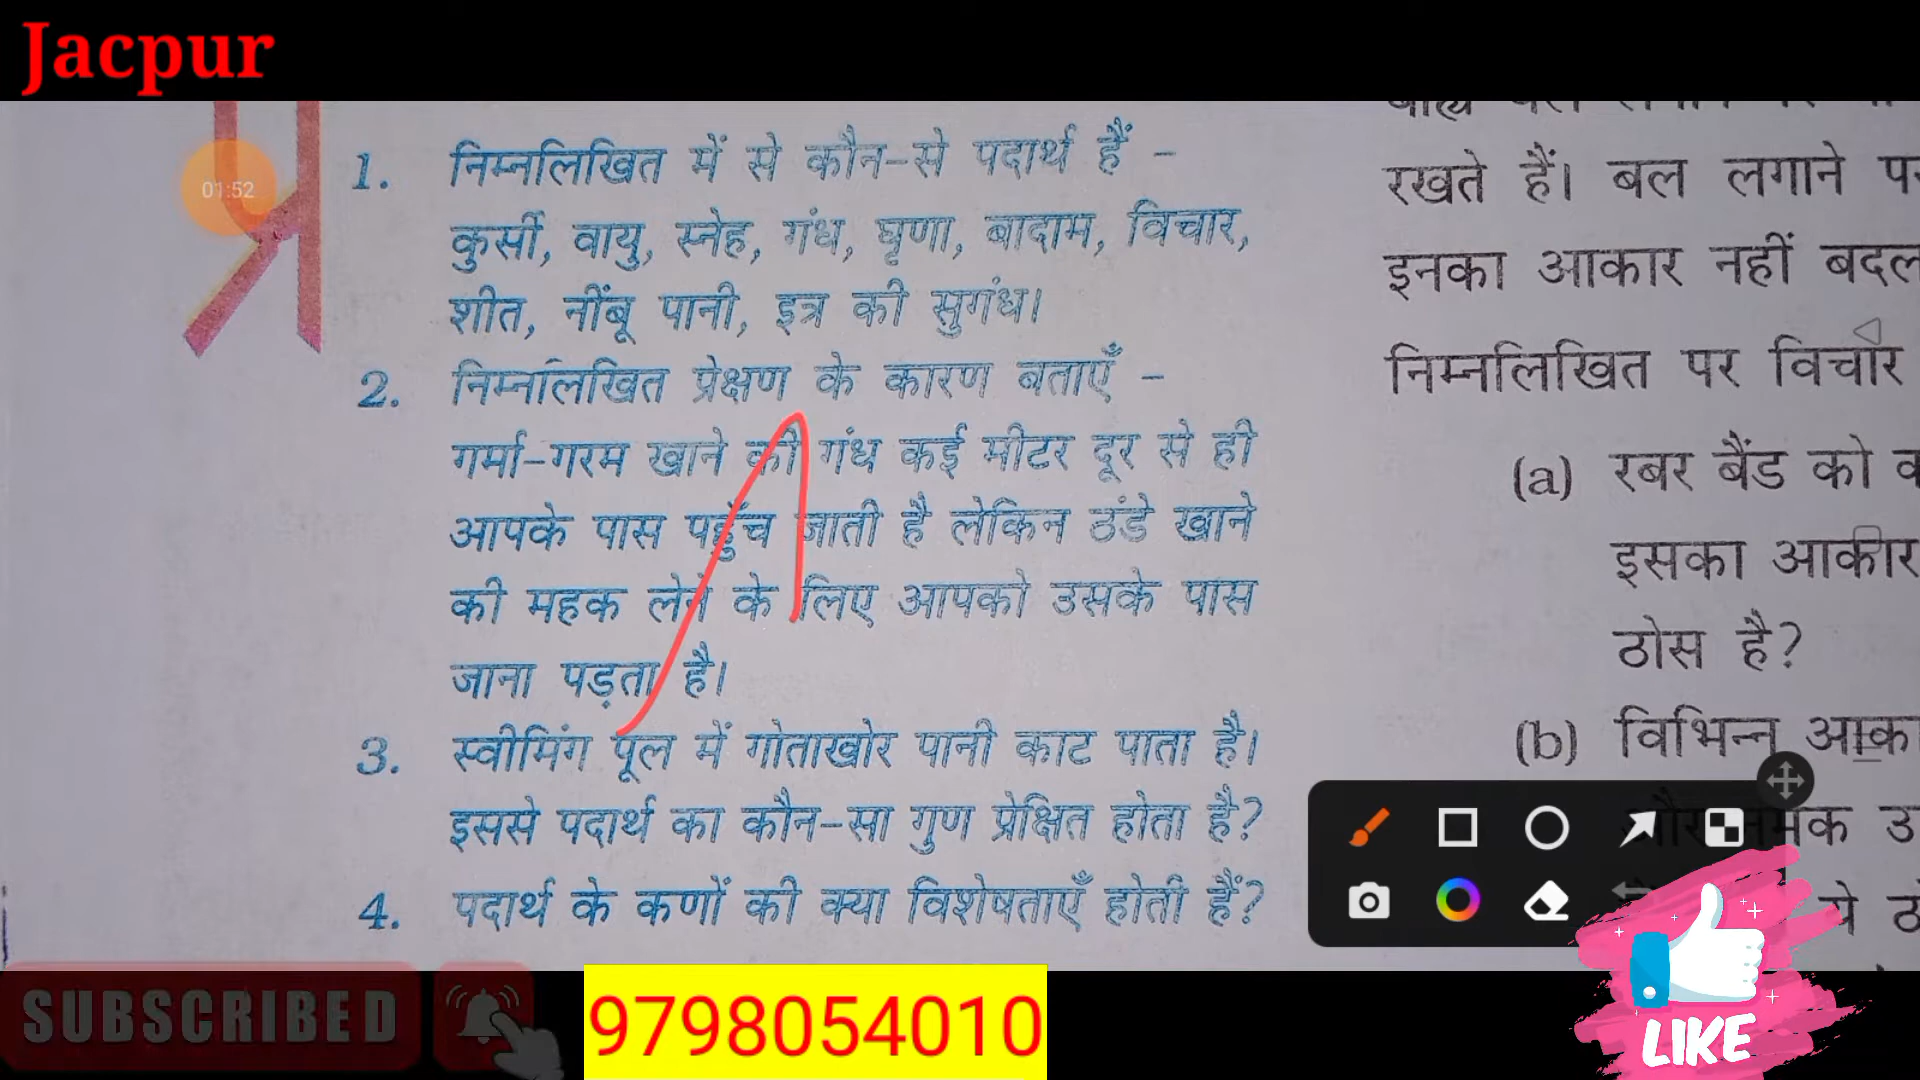 Jacpur
01:52
1. निम्नलिखित में से कौन-से पदार्थ हैं -
कुर्सी, वायु, स्नेह, गंध, घृणा, बादाम, विचार,
शीत, नींबू पानी, इत्र की सुगंध।
2. निम्नलिखित प्रेक्षण के कारण बताएँ -
गर्मा-गरम खाने की गंध कई मीटर दूर से ही
आपके पास पहुँच जाती है लेकिन ठंडे खाने
की महक लेने के लिए आपको उसके पास
जाना पड़ता है।
3. स्वीमिंग पूल में गोताखोर पानी काट पाता है।
इससे पदार्थ का कौन-सा गुण प्रेक्षित होता है?
4. पदार्थ के कणों की क्या विशेषताएँ होती हैं?
रखते हैं। बल लगाने
इनका आकार नहीं
निम्नलिखित पर विचार
(a) रबर बैंड को
इसका आकार
ठोस है?
(b) विभिन्न
ये
SUBSCRIBED
9798054010
LIKE